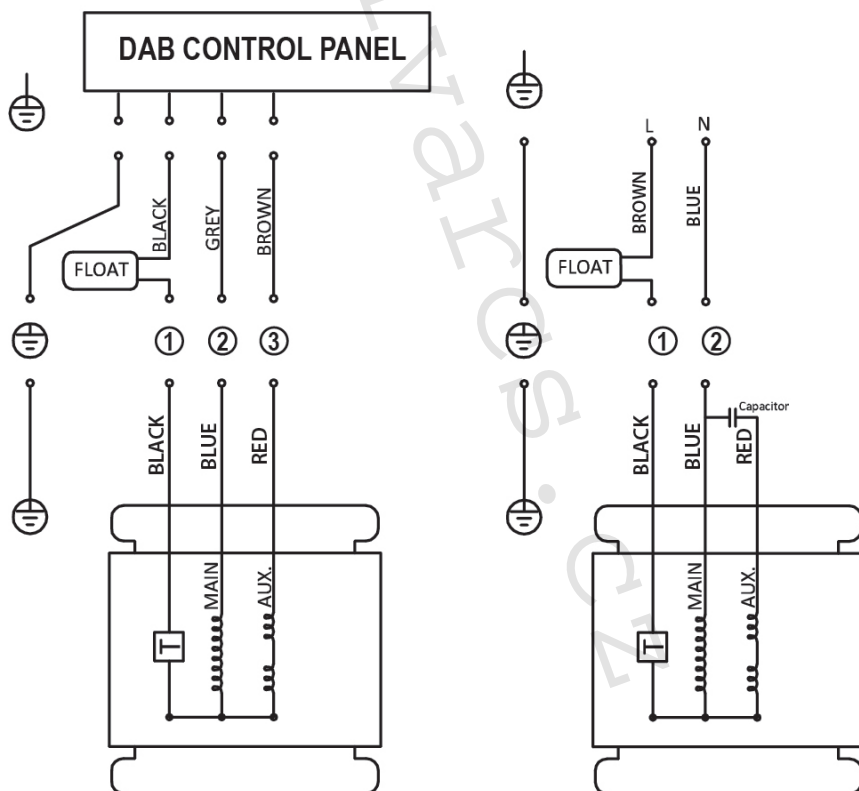 DAB CONTROL PANEL
BLACK
GREY
BROWN
FLOAT
1
2
3
BLACK
BLUE
RED
MAIN
AUX.
T
L
N
BROWN
BLUE
FLOAT
1
2
Capacitor
BLACK
BLUE
RED
MAIN
AUX.
T